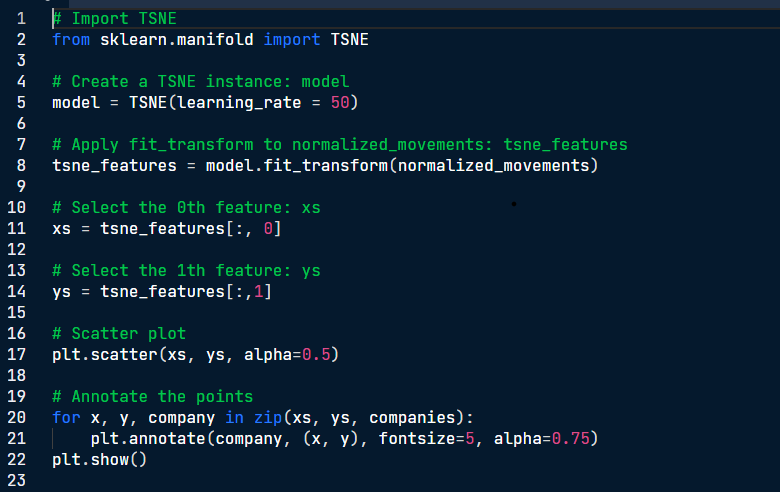 1 # Import TSNE
2 from sklearn.manifold import TSNE
3
4 # Create a TSNE instance: model
5 model = TSNE(learning_rate = 50)
6
7 # Apply fit_transform to normalized_movements: tsne_features
8 tsne_features = model.fit_transform(normalized_movements)
9
10 # Select the 0th feature: xs
11 xs = tsne_features[:, 0]
12
13 # Select the 1th feature: ys
14 ys = tsne_features[:,1]
15
16 # Scatter plot
17 plt.scatter(xs, ys, alpha=0.5)
18
19 # Annotate the points
20 for x, y, company in zip(xs, ys, companies):
21     plt.annotate(company, (x, y), fontsize=5, alpha=0.75)
22 plt.show()
23